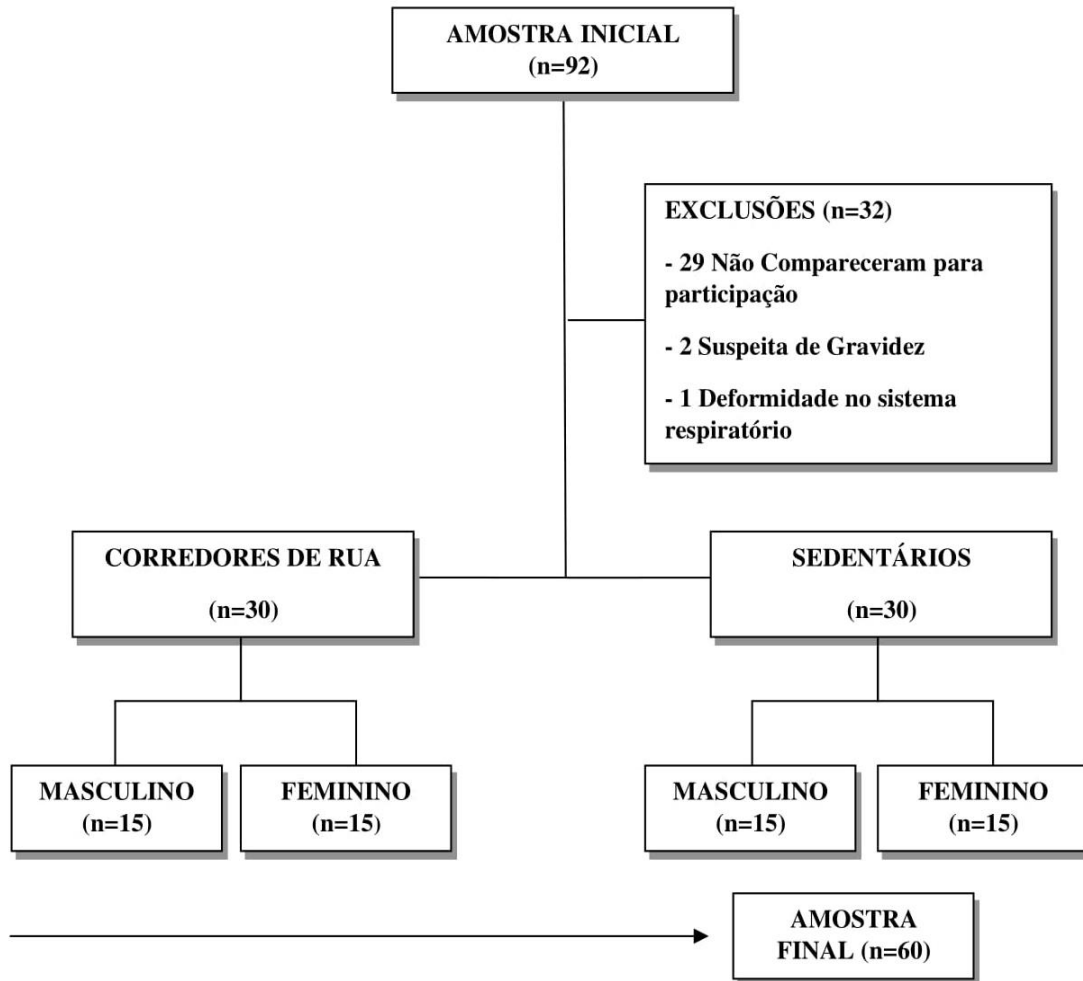 AMOSTRA INICIAL
(n=92)
EXCLUSÕES (n=32)
- 29 Não Compareceram para
participação
- 2 Suspeita de Gravidez
- 1 Deformidade no sistema
respiratório
CORREDORES DE RUA
(n=30)
SEDENTÁRIOS
(n=30)
MASCULINO
(n=15)
FEMININO
(n=15)
MASCULINO
(n=15)
FEMININO
(n=15)
AMOSTRA
FINAL (n=60)